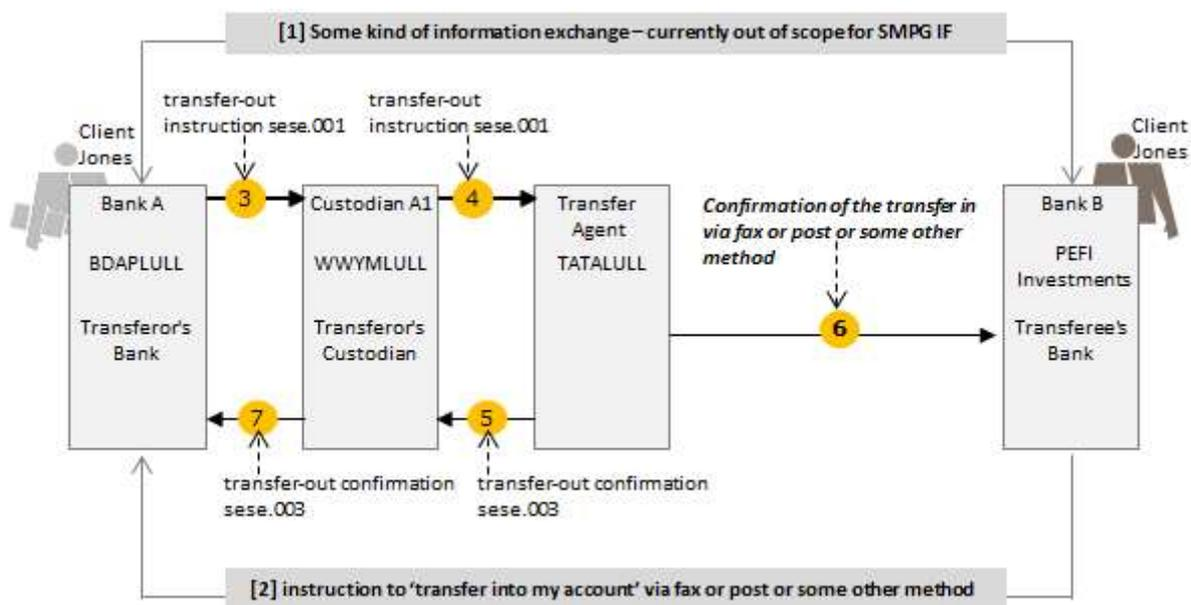 [1] Some kind of information exchange – currently out of scope for SMPG IF
transfer-out
instruction sese.001
transfer-out
instruction sese.001
Client
Jones
Client
Jones
Bank A
BDAPLULL
Transferor's
Bank
3
Custodian A1
WWYMLULL
Transferor's
Custodian
4
Transfer
Agent
TATALULL
Confirmation of the transfer in
via fax or post or some other
method
6
Bank B
PEFI
Investments
Transferee's
Bank
7
5
transfer-out confirmation
sese.003
transfer-out confirmation
sese.003
[2] instruction to ‘transfer into my account’ via fax or post or some other method